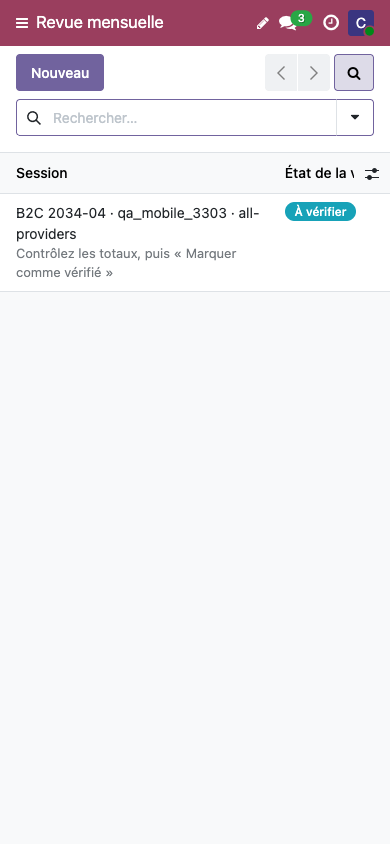 Revue mensuelle
3
C
Nouveau
Rechercher...
Session
État de la v
B2C 2034-04 · qa_mobile_3303 · all-
providers
À vérifier
Contrôlez les totaux, puis « Marquer
comme vérifié »